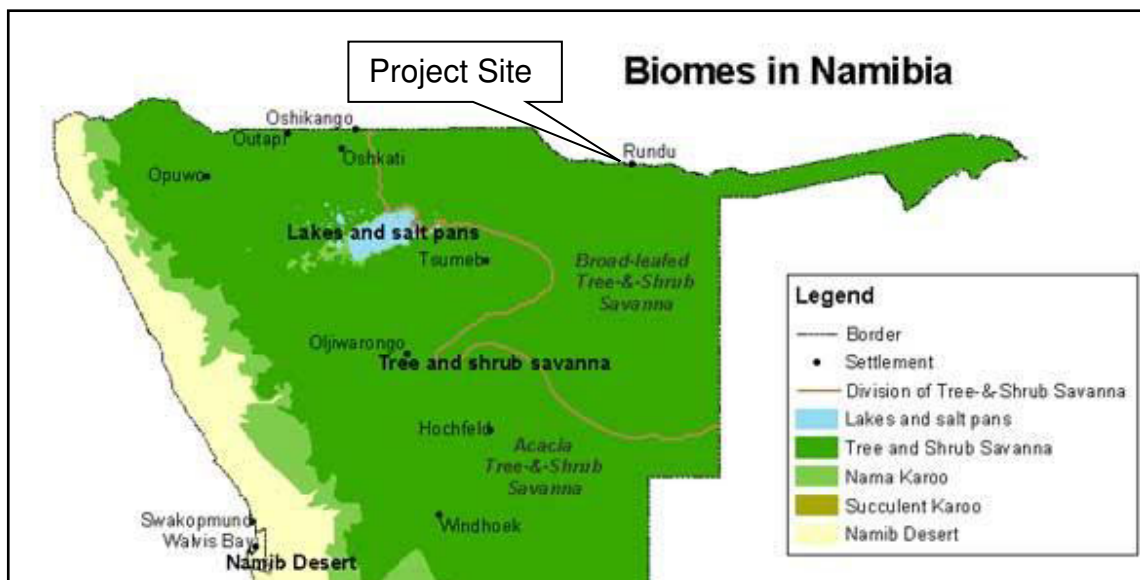 Project Site
Biomes in Namibia
Oshikango
Outapi
Oshkati
Rundu
Opuwo
Lakes and salt pans
Tsumeb
Broad-leafed
Tree-&-Shrub
Savanna
Oljiwarongo
Tree and shrub savanna
Hochfeld
Acacia
Tree-&-Shrub
Savanna
Swakopmund
Windhoek
Walvis Bay
Namib Desert
Legend
Border
Settlement
Division of Tree-&-Shrub Savanna
Lakes and salt pans
Tree and Shrub Savanna
Nama Karoo
Succulent Karoo
Namib Desert